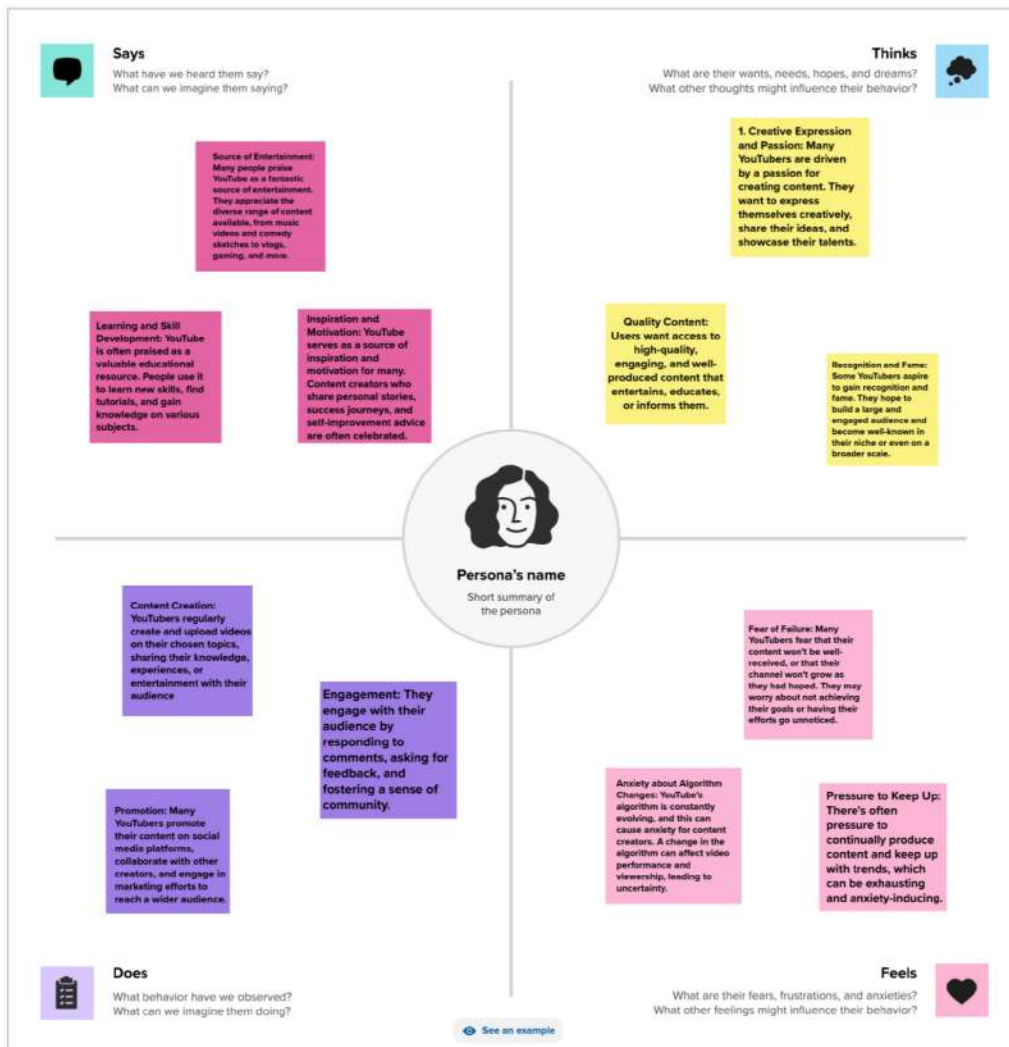 Says
What have we heard them say?
What can we imagine them saying?
Thinks
What are their wants, needs, hopes, and dreams?
What other thoughts might influence their behavior?
Source of Entertainment:
Many people praise
YouTube as a fantastic
source of entertainment.
They appreciate the
diverse range of content
available, from music
videos and comedy
sketches to vlogs,
gaming, and more.
Learning and Skill
Development: YouTube
is often praised as a
valuable educational
resource. People use it
to learn new skills, find
tutorials, and gain
knowledge on various
subjects.
Inspiration and
Motivation: YouTube
serves as a source of
inspiration and
motivation for many.
Content creators who
share personal stories,
success journeys, and
self-improvement advice
are often celebrated.
1. Creative Expression
and Passion: Many
YouTubers are driven
by a passion for
creating content. They
want to express
themselves creatively,
share their ideas, and
showcase their talents.
Quality Content:
Users want access to
high-quality,
engaging, and well-
produced content that
entertains, educates,
or informs them.
Recognition and Fame:
Some YouTubers aspire
to gain recognition and
fame. They hope to
build a large and
engaged audience and
become well-known in
their niche or even on a
broader scale.
Persona's name
Short summary of
the persona
Content Creation:
YouTubers regularly
create and upload videos
on their chosen topics,
sharing their knowledge,
experiences, or
entertainment with their
audience
Engagement: They
engage with their
audience by
responding to
comments, asking for
feedback, and
fostering a sense of
community.
Promotion: Many
YouTubers promote
their content on social
media platforms,
collaborate with other
creators, and engage in
marketing efforts to
reach a wider audience.
Fear of Failure: Many
YouTubers fear that their
content won't be well-
received, or that their
channel won't grow as
they had hoped. They may
worry about not achieving
their goals or having their
efforts go unnoticed.
Anxiety about Algorithm
Changes: YouTube's
algorithm is constantly
evolving, and this can
cause anxiety for content
creators. A change in the
algorithm can affect video
performance and
viewership, leading to
uncertainty.
Pressure to Keep Up:
There's often
pressure to
continually produce
content and keep up
with trends, which
can be exhausting
and anxiety-inducing.
Does
What behavior have we observed?
What can we imagine them doing?
Feels
What are their fears, frustrations, and anxieties?
What other feelings might influence their behavior?
See an example